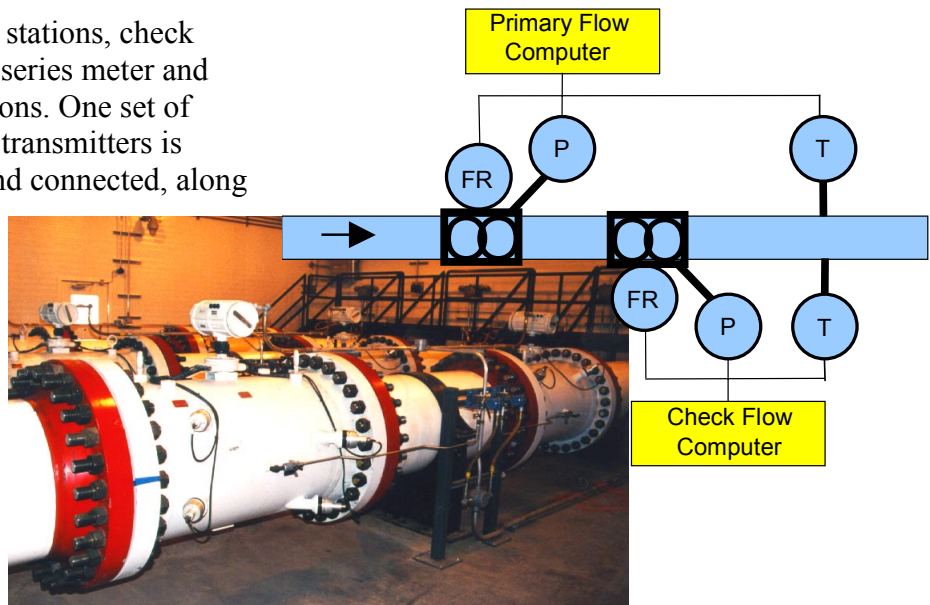 stations, check
series meter and
ons. One set of
transmitters is
nd connected, along
Primary Flow
Computer
FR
P
T
FR
P
T
Check Flow
Computer